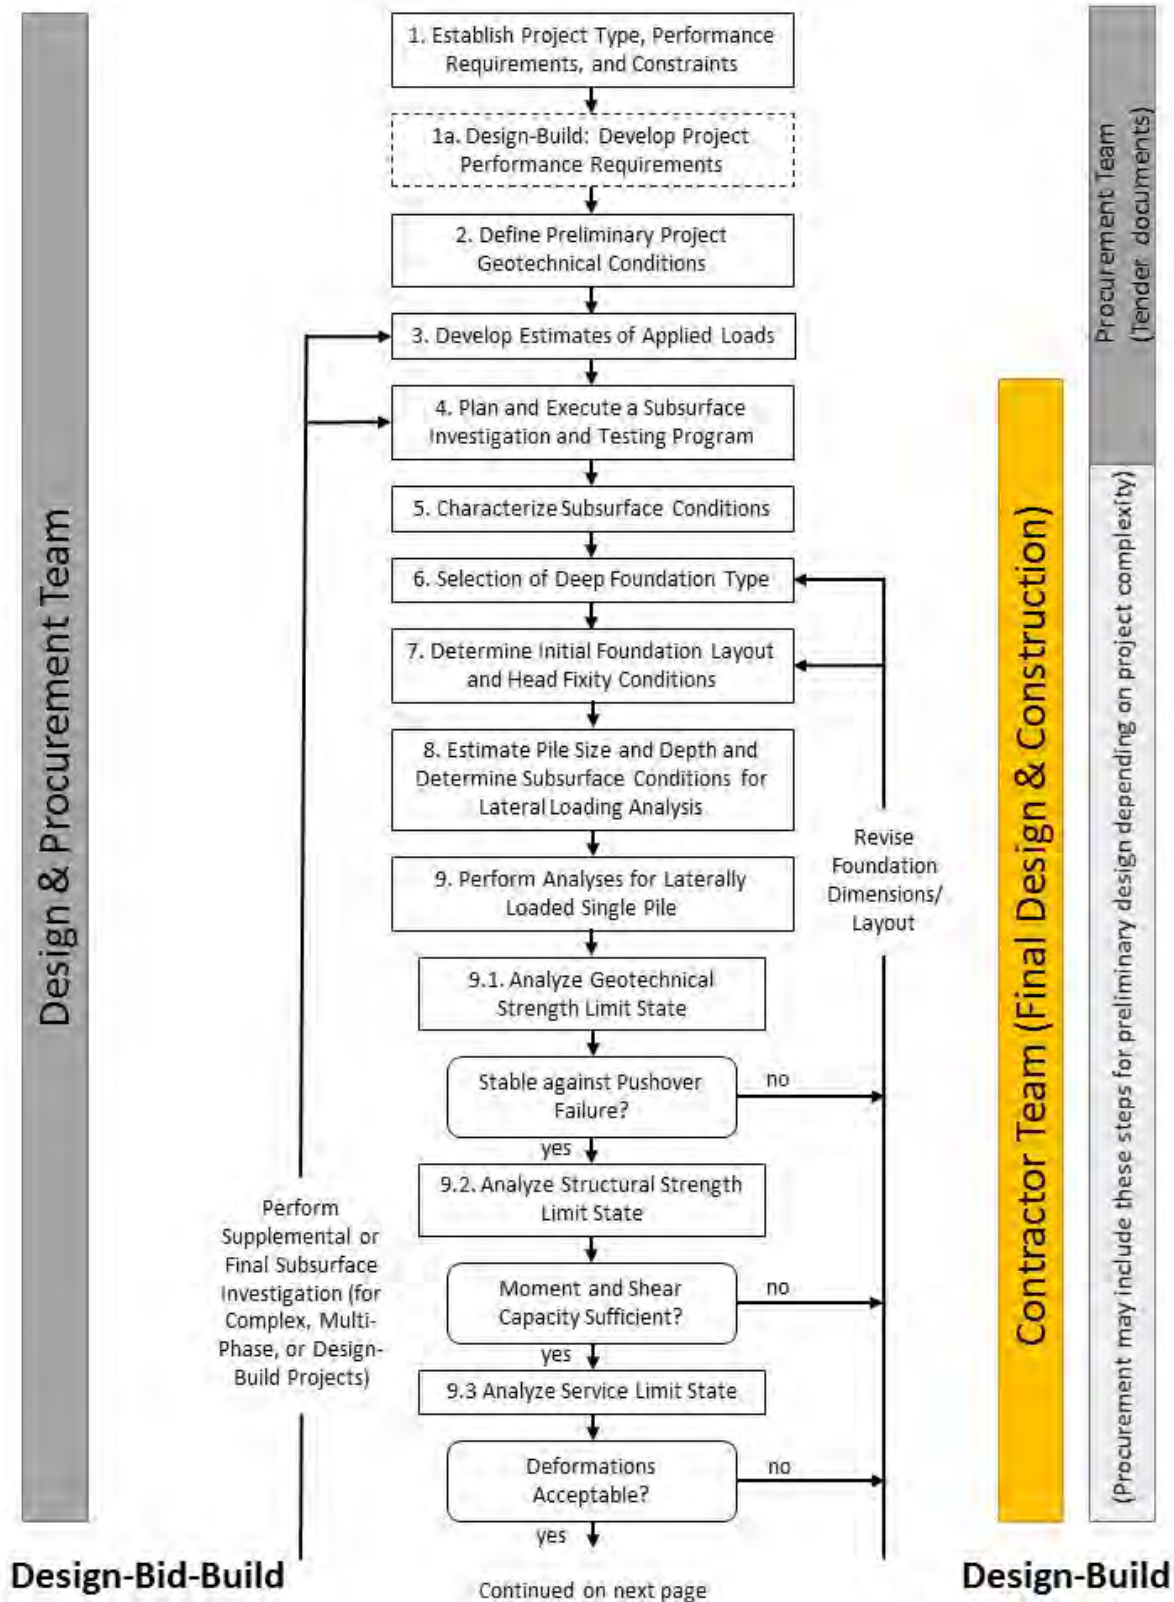 1. Establish Project Type, Performance
Requirements, and Constraints
1a. Design-Build: Develop Project
Performance Requirements
2. Define Preliminary Project
Geotechnical Conditions
3. Develop Estimates of Applied Loads
4. Plan and Execute a Subsurface
Investigation and Testing Program
5. Characterize Subsurface Conditions
6. Selection of Deep Foundation Type
7. Determine Initial Foundation Layout
and Head Fixity Conditions
8. Estimate Pile Size and Depth and
Determine Subsurface Conditions for
Lateral Loading Analysis
9. Perform Analyses for Laterally
Loaded Single Pile
9.1. Analyze Geotechnical
Strength Limit State
Stable against Pushover
Failure?
no
yes
9.2. Analyze Structural Strength
Limit State
Moment and Shear
Capacity Sufficient?
no
yes
9.3 Analyze Service Limit State
Deformations
Acceptable?
no
yes
Continued on next page
Revise
Foundation
Dimensions/
Layout
Perform
Supplemental or
Final Subsurface
Investigation (for
Complex, Multi-
Phase, or Design-
Build Projects)
Design & Procurement Team
Design-Bid-Build
Contractor Team (Final Design & Construction)
Procurement Team
(Tender documents)
(Procurement may include these steps for preliminary design depending on project complexity)
Design-Build